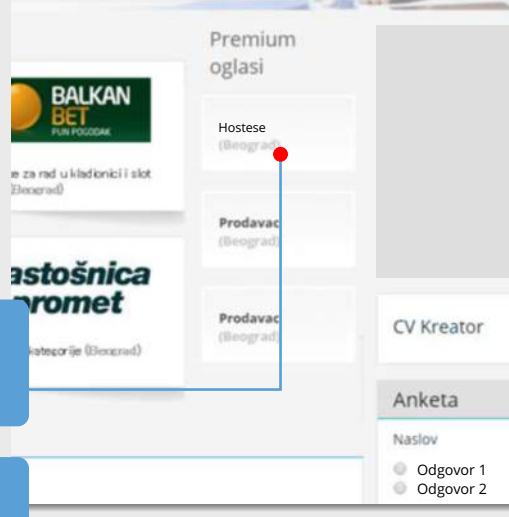 Premium
oglasi
BALKAN
BET
PUN POGODAK
e za rad u kladionici i slot
(Beograd)
Hostese
(Beograd)
Prodavac
(Beograd)
astošnica
promet
kategorije (Beograd)
Prodavac
(Beograd)
CV Kreator
Anketa
Naslov
Odgovor 1
Odgovor 2